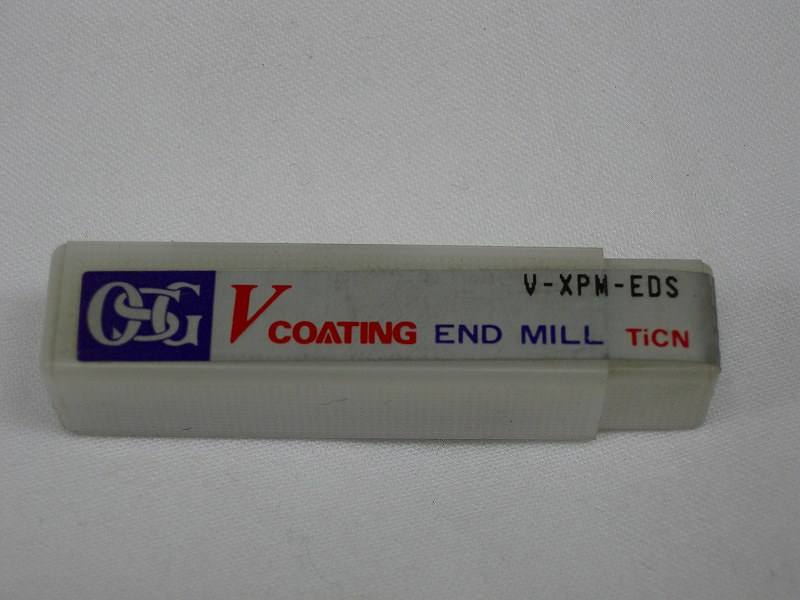 V-XPM-EDS
OSG V COATING END MILL TiCN